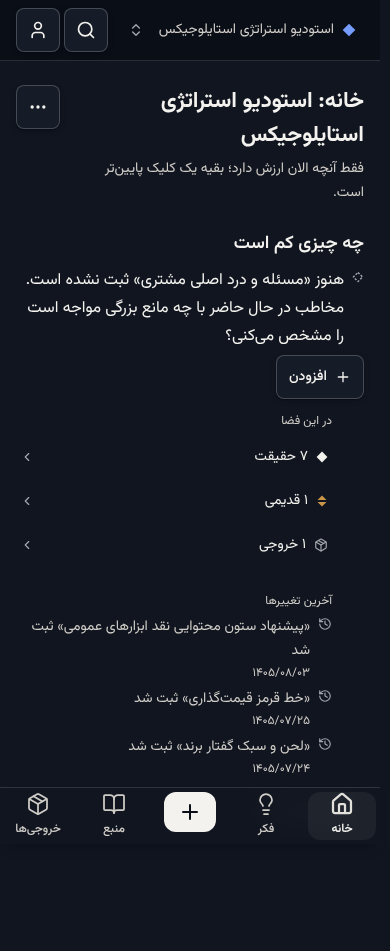 استودیو استراتژی استایلوجیکس
خانه: استودیو استراتژی
استایلوجیکس
فقط آنچه الان ارزش دارد؛ بقیه یک کلیک پایین‌تر
است.
چه چیزی کم است
هنوز «مسئله و درد اصلی مشتری» ثبت نشده است.
مخاطب در حال حاضر با چه مانع بزرگی مواجه است
را مشخص می‌کنی؟
افزودن
در این فضا
۷ حقیقت
۱ قدیمی
۱ خروجی
آخرین تغییرها
«پیشنهاد ستون محتوایی نقد ابزارهای عمومی» ثبت
شد
۱۴۰۵/۰۸/۰۳
«خط قرمز قیمت‌گذاری» ثبت شد
۱۴۰۵/۰۷/۲۵
«لحن و سبک گفتار برند» ثبت شد
۱۴۰۵/۰۷/۲۴
خانه
فکر
منبع
خروجی‌ها